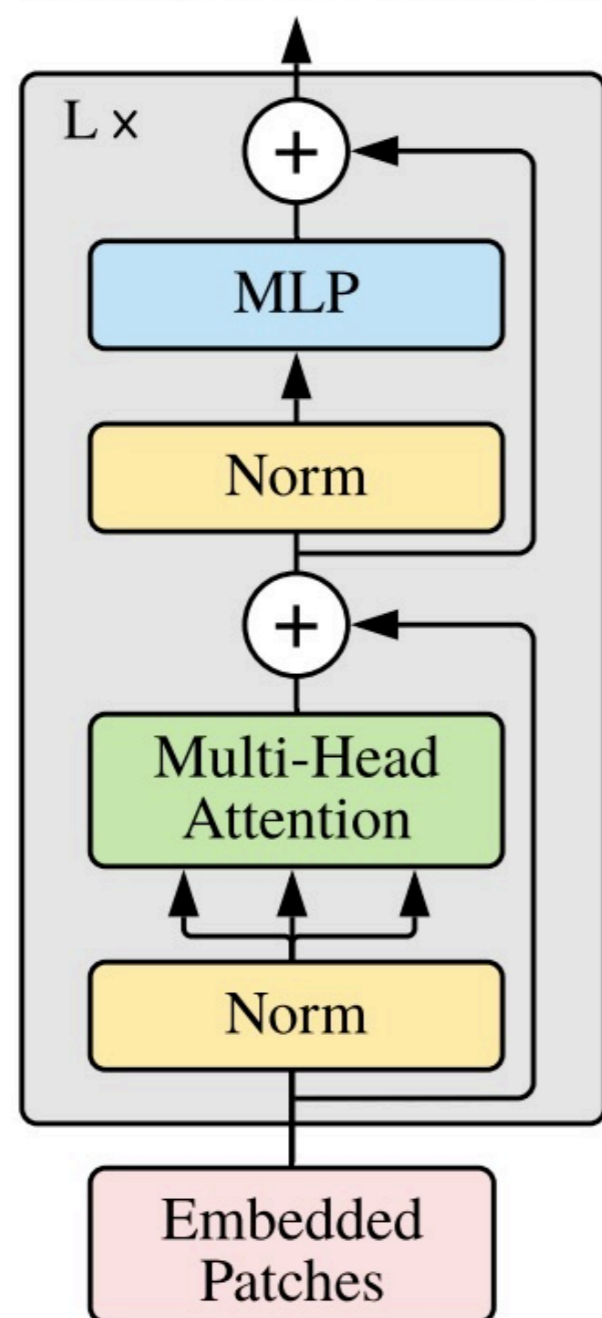 L ×
+
MLP
Norm
+
Multi-Head
Attention
Norm
Embedded
Patches